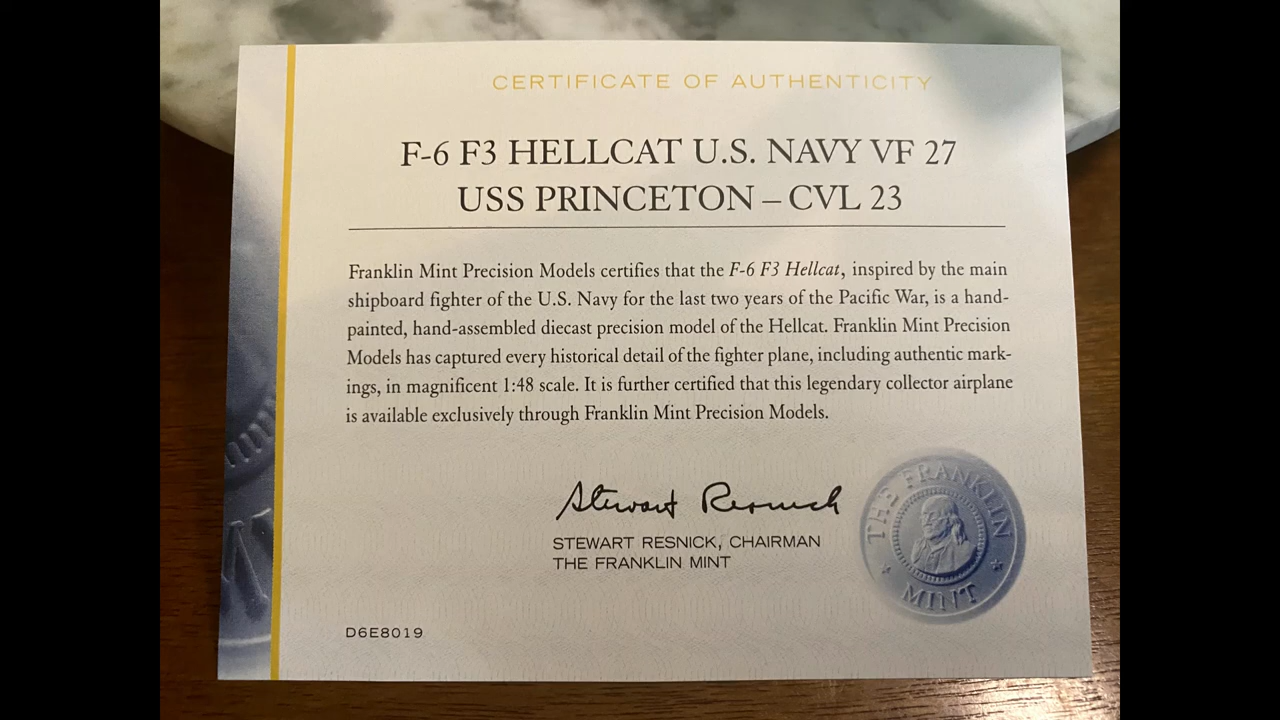 CERTIFICATE OF AUTHENTICITY
F-6 F3 HELLCAT U.S. NAVY VF 27
USS PRINCETON – CVL 23
Franklin Mint Precision Models certifies that the F-6 F3 Hellcat, inspired by the main
shipboard fighter of the U.S. Navy for the last two years of the Pacific War, is a hand-
painted, hand-assembled diecast precision model of the Hellcat. Franklin Mint Precision
Models has captured every historical detail of the fighter plane, including authentic mark-
ings, in magnificent 1:48 scale. It is further certified that this legendary collector airplane
is available exclusively through Franklin Mint Precision Models.
Stewart Resnick
STEWART RESNICK, CHAIRMAN
THE FRANKLIN MINT
THE FRANKLIN
MINT
D6E8019